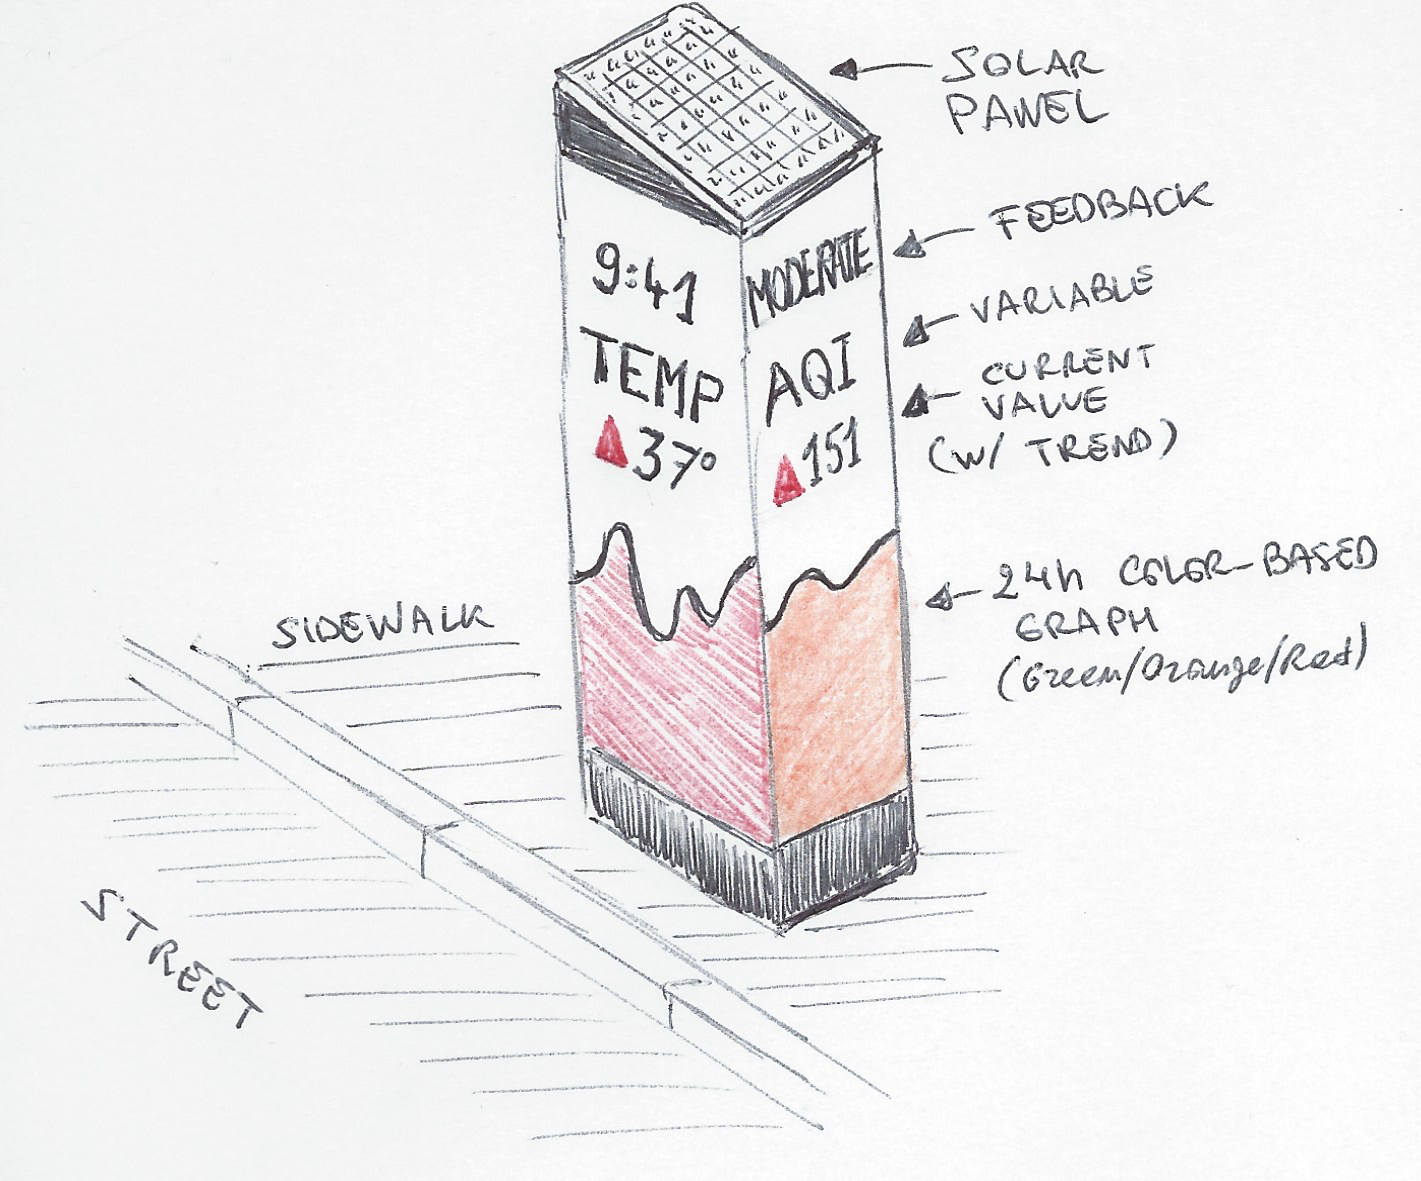 SOLAR
PANEL
FEEDBACK
VARIABLE
CURRENT
VALUE
(W/ TREND)
24h COLOR-BASED
GRAPH
(Green/Orange/Red)
9:41
TEMP
▲37°
MODERATE
AQI
▲151
SIDEWALK
STREET